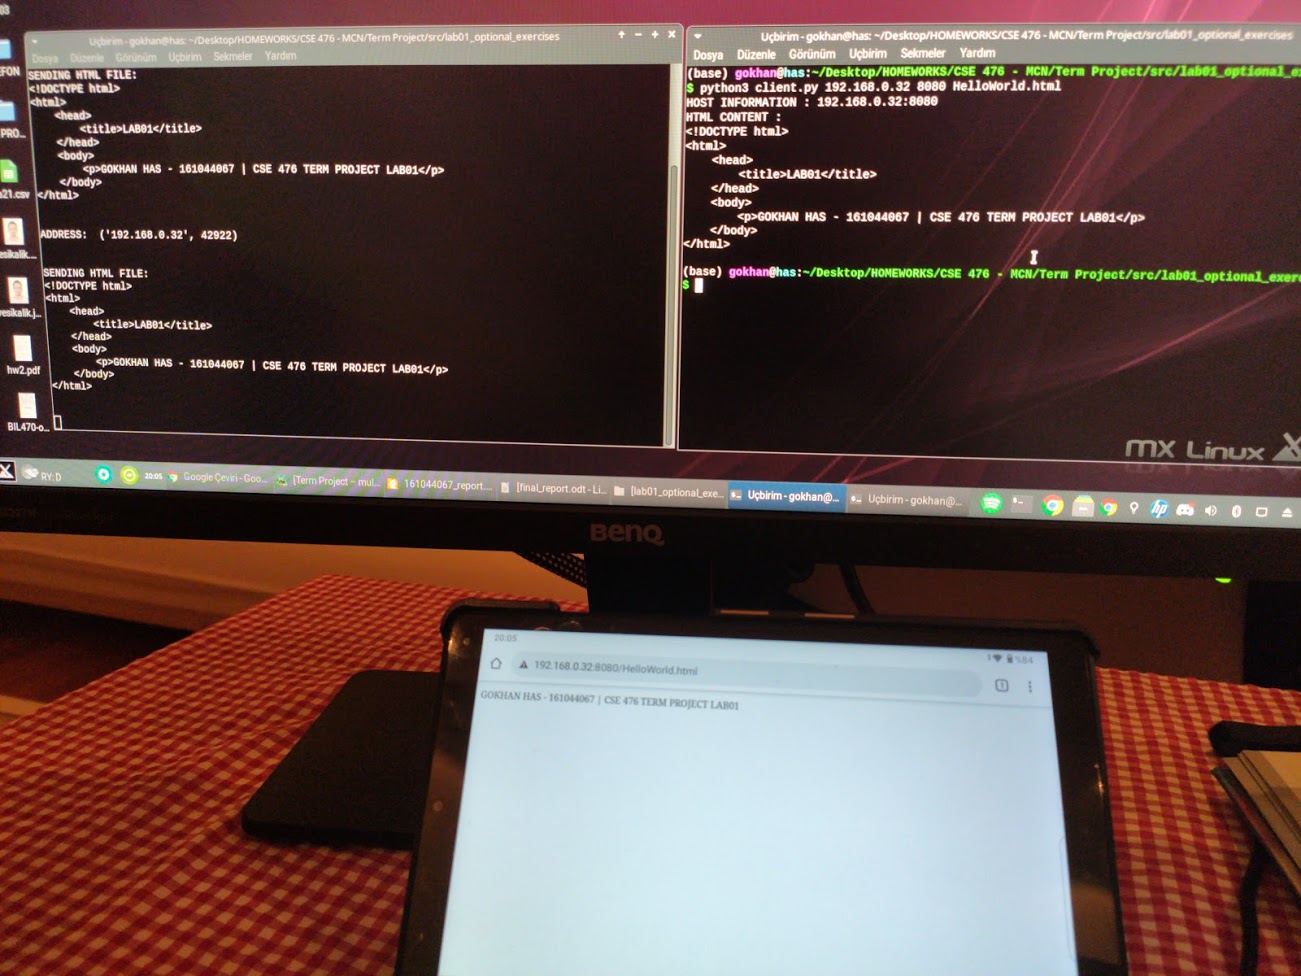 Uçbirim - gokhan@has: ~/Desktop/HOMEWORKS/CSE 476 - MCN/Term Project/src/lab01_optional_exercises
Dosya Düzenle Görünüm Uçbirim Sekmeler Yardım
SENDING HTML FILE:
<!DOCTYPE html>
<html>
<head>
<title>LAB01</title>
</head>
<body>
<p>GOKHAN HAS - 161044067 | CSE 476 TERM PROJECT LAB01</p>
</body>
</html>
ADDRESS: ('192.168.0.32', 42922)
SENDING HTML FILE:
<!DOCTYPE html>
<html>
<head>
<title>LAB01</title>
</head>
<body>
<p>GOKHAN HAS - 161044067 | CSE 476 TERM PROJECT LAB01</p>
</body>
</html>
Uçbirim - gokhan@has: ~/Desktop/HOMEWORKS/CSE 476 - MCN/Term Project/src/lab01_optional_exercises
Dosya Düzenle Görünüm Uçbirim Sekmeler Yardım
(base) gokhan@has:~/Desktop/HOMEWORKS/CSE 476 - MCN/Term Project/src/lab01_optional_ex
$ python3 client.py 192.168.0.32 8080 HelloWorld.html
HOST INFORMATION : 192.168.0.32:8080
HTML CONTENT :
<!DOCTYPE html>
<html>
<head>
<title>LAB01</title>
</head>
<body>
<p>GOKHAN HAS - 161044067 | CSE 476 TERM PROJECT LAB01</p>
</body>
</html>
(base) gokhan@has:~/Desktop/HOMEWORKS/CSE 476 - MCN/Term Project/src/lab01_optional_exer
$
EFON
PRO...
21.csv
esikalik....
vesikalik.j...
hw2.pdf
BIL470-o...
MX Linux
RY:D
20:05
Google Çeviri - Goo...
[Term Project – mul...
161044067_report....
[final_report.odt - Li...
[lab01_optional_exe...
Uçbirim - gokhan@...
Uçbirim - gokhan@...
hp
BenQ
20:05
%84
192.168.0.32:8080/HelloWorld.html
1
GOKHAN HAS - 161044067 | CSE 476 TERM PROJECT LAB01